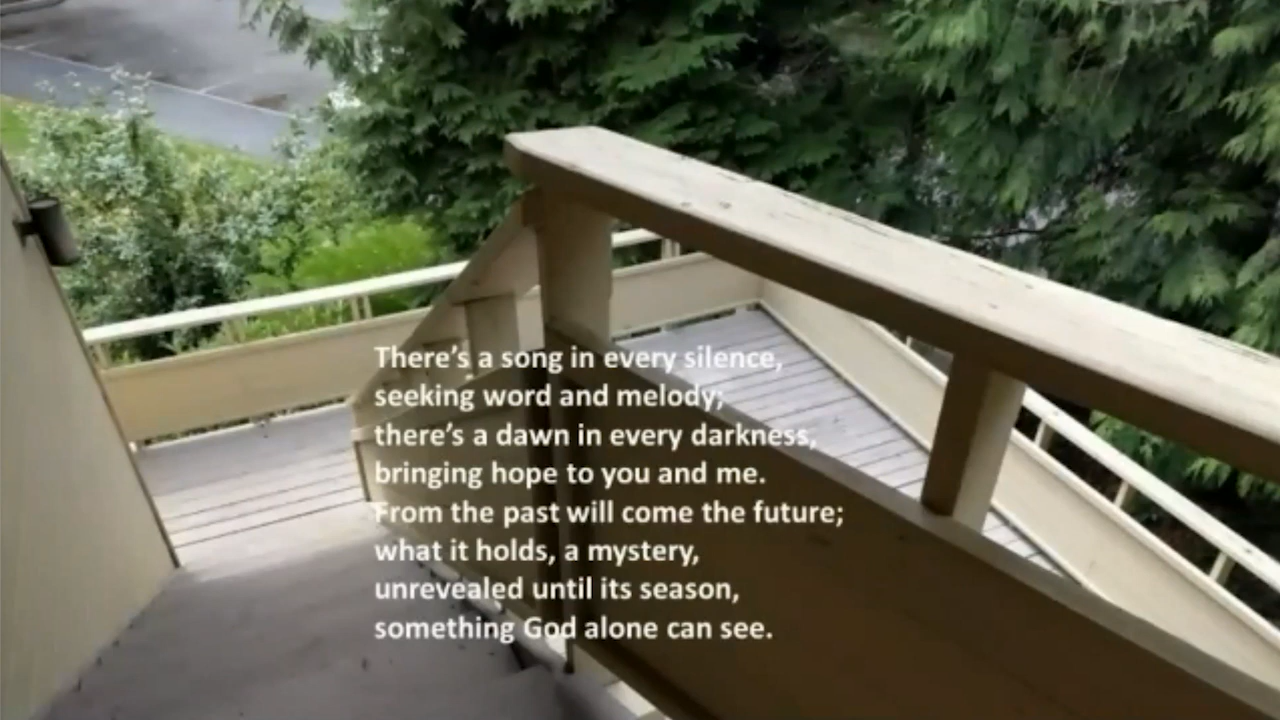 There’s a song in every silence,
seeking word and melody;
there’s a dawn in every darkness,
bringing hope to you and me.
From the past will come the future;
what it holds, a mystery,
unrevealed until its season,
something God alone can see.